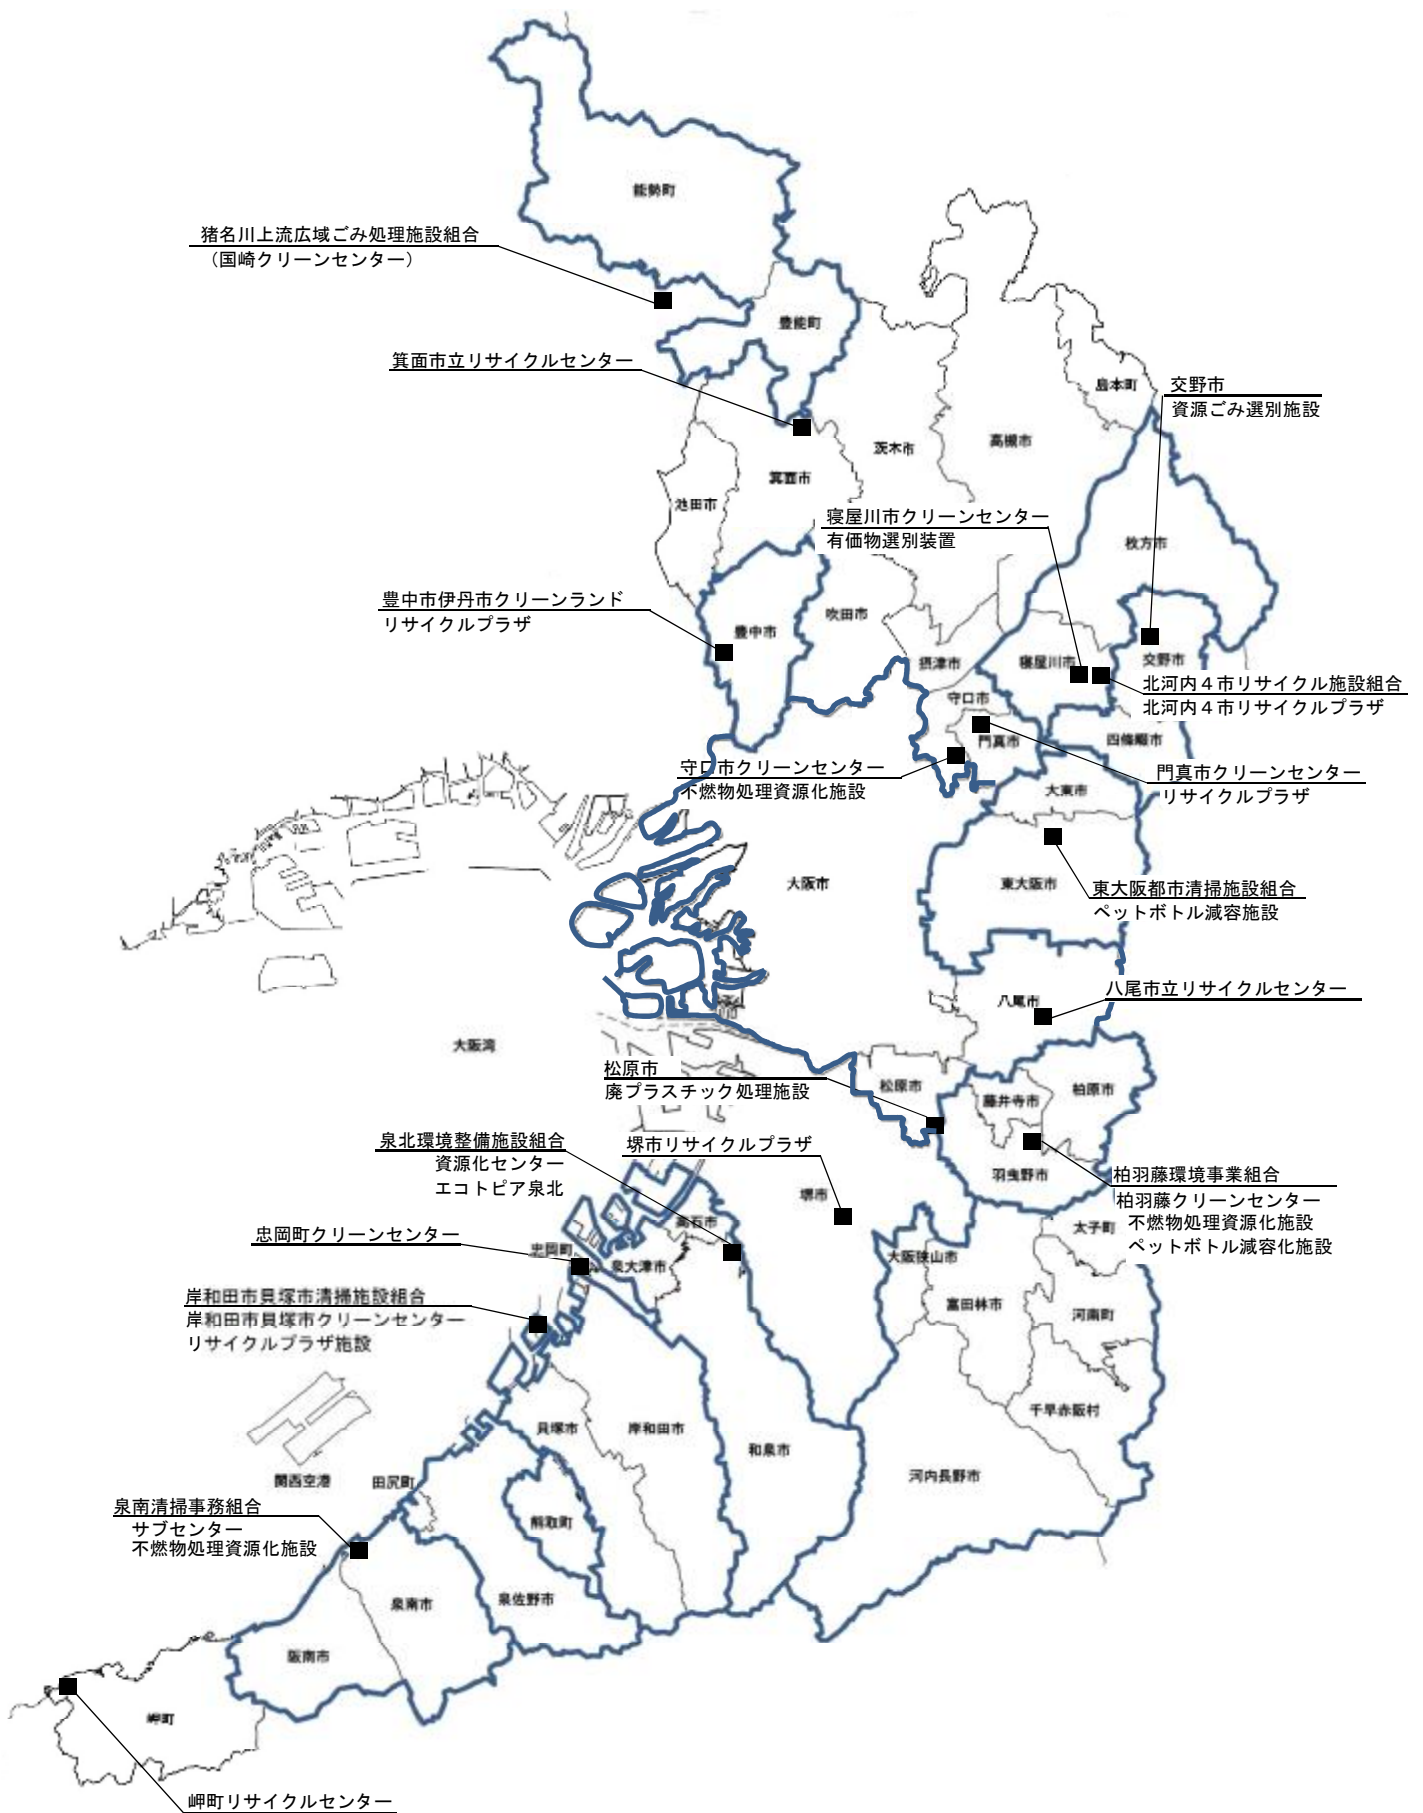 能勢町
猪名川上流広域ごみ処理施設組合
（国崎クリーンセンター）
豊能町
箕面市立リサイクルセンター
島本町
交野市
資源ごみ選別施設
茨木市
高槻市
箕面市
池田市
寝屋川市クリーンセンター
有価物選別装置
枚方市
豊中市伊丹市クリーンランド
リサイクルプラザ
吹田市
豊中市
摂津市
寝屋川市
交野市
北河内４市リサイクル施設組合
北河内４市リサイクルプラザ
守口市
門真市
四條畷市
守口市クリーンセンター
不燃物処理資源化施設
門真市クリーンセンター
リサイクルプラザ
大東市
大阪市
東大阪市
東大阪都市清掃施設組合
ペットボトル減容施設
八尾市立リサイクルセンター
八尾市
大阪湾
松原市
廃プラスチック処理施設
松原市
柏原市
藤井寺市
泉北環境整備施設組合
資源化センター
エコトピア泉北
堺市リサイクルプラザ
羽曳野市
柏羽藤環境事業組合
柏羽藤クリーンセンター
不燃物処理資源化施設
ペットボトル減容化施設
堺市
高石市
太子町
忠岡町クリーンセンター
忠岡町
泉大津市
大阪狭山市
岸和田市貝塚市清掃施設組合
岸和田市貝塚市クリーンセンター
リサイクルプラザ施設
富田林市
河南町
千早赤阪村
貝塚市
岸和田市
和泉市
河内長野市
関西空港
田尻町
泉南清掃事務組合
サブセンター
不燃物処理資源化施設
熊取町
泉佐野市
泉南市
阪南市
岬町
岬町リサイクルセンター